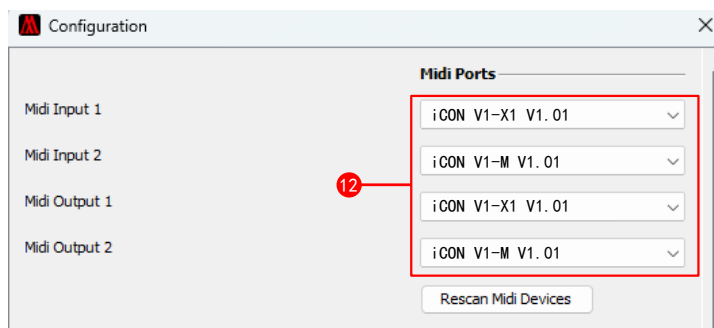 Configuration
Midi Ports
Midi Input 1
iCON V1-X1 V1.01
Midi Input 2
iCON V1-M V1.01
12
Midi Output 1
iCON V1-X1 V1.01
Midi Output 2
iCON V1-M V1.01
Rescan Midi Devices